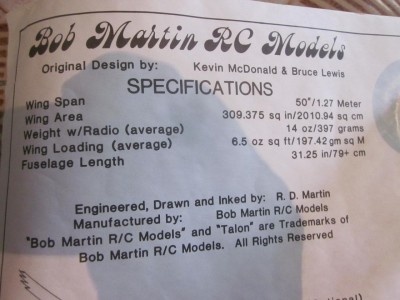 Bob Martin RC Models
Original Design by: Kevin McDonald & Bruce Lewis
SPECIFICATIONS
Wing Span 50"/1.27 Meter
Wing Area 309.375 sq in/2010.94 sq cm
Weight w/Radio (average) 14 oz/397 grams
Wing Loading (average) 6.5 oz sq ft/197.42 gm sq M
Fuselage Length 31.25 in/79+ cm
Engineered, Drawn and Inked by: R. D. Martin
Manufactured by: Bob Martin R/C Models
"Bob Martin R/C Models" and "Talon" are Trademarks of
Bob Martin R/C Models. All Rights Reserved